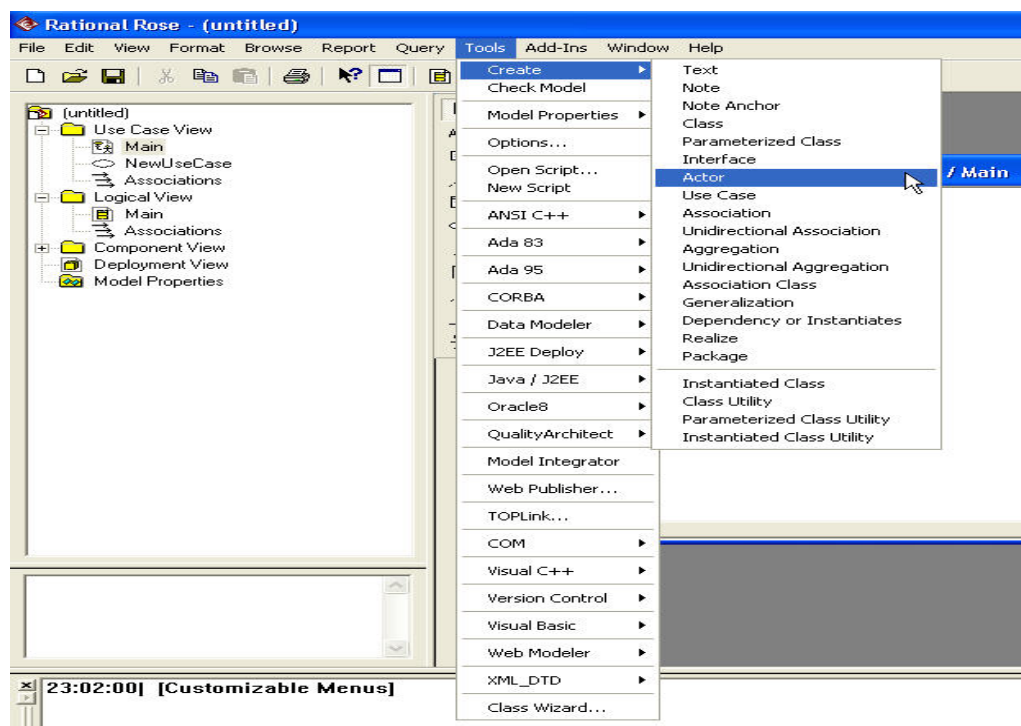 Rational Rose - (untitled)
File Edit View Format Browse Report Query Tools Add-Ins Window Help
(untitled)
Use Case View
Main
NewUseCase
Associations
Logical View
Main
Associations
Component View
Deployment View
Model Properties
Create
Check Model
Model Properties
Options...
Open Script...
New Script
ANSI C++
Ada 83
Ada 95
CORBA
Data Modeler
J2EE Deploy
Java / J2EE
Oracle8
QualityArchitect
Model Integrator
Web Publisher...
TOPLink...
COM
Visual C++
Version Control
Visual Basic
Web Modeler
XML_DTD
Class Wizard...
Text
Note
Note Anchor
Class
Parameterized Class
Interface
Actor
Use Case
Association
Unidirectional Association
Aggregation
Unidirectional Aggregation
Association Class
Generalization
Dependency or Instantiates
Realize
Package
Instantiated Class
Class Utility
Parameterized Class Utility
Instantiated Class Utility
/ Main
23:02:00| [Customizable Menus]